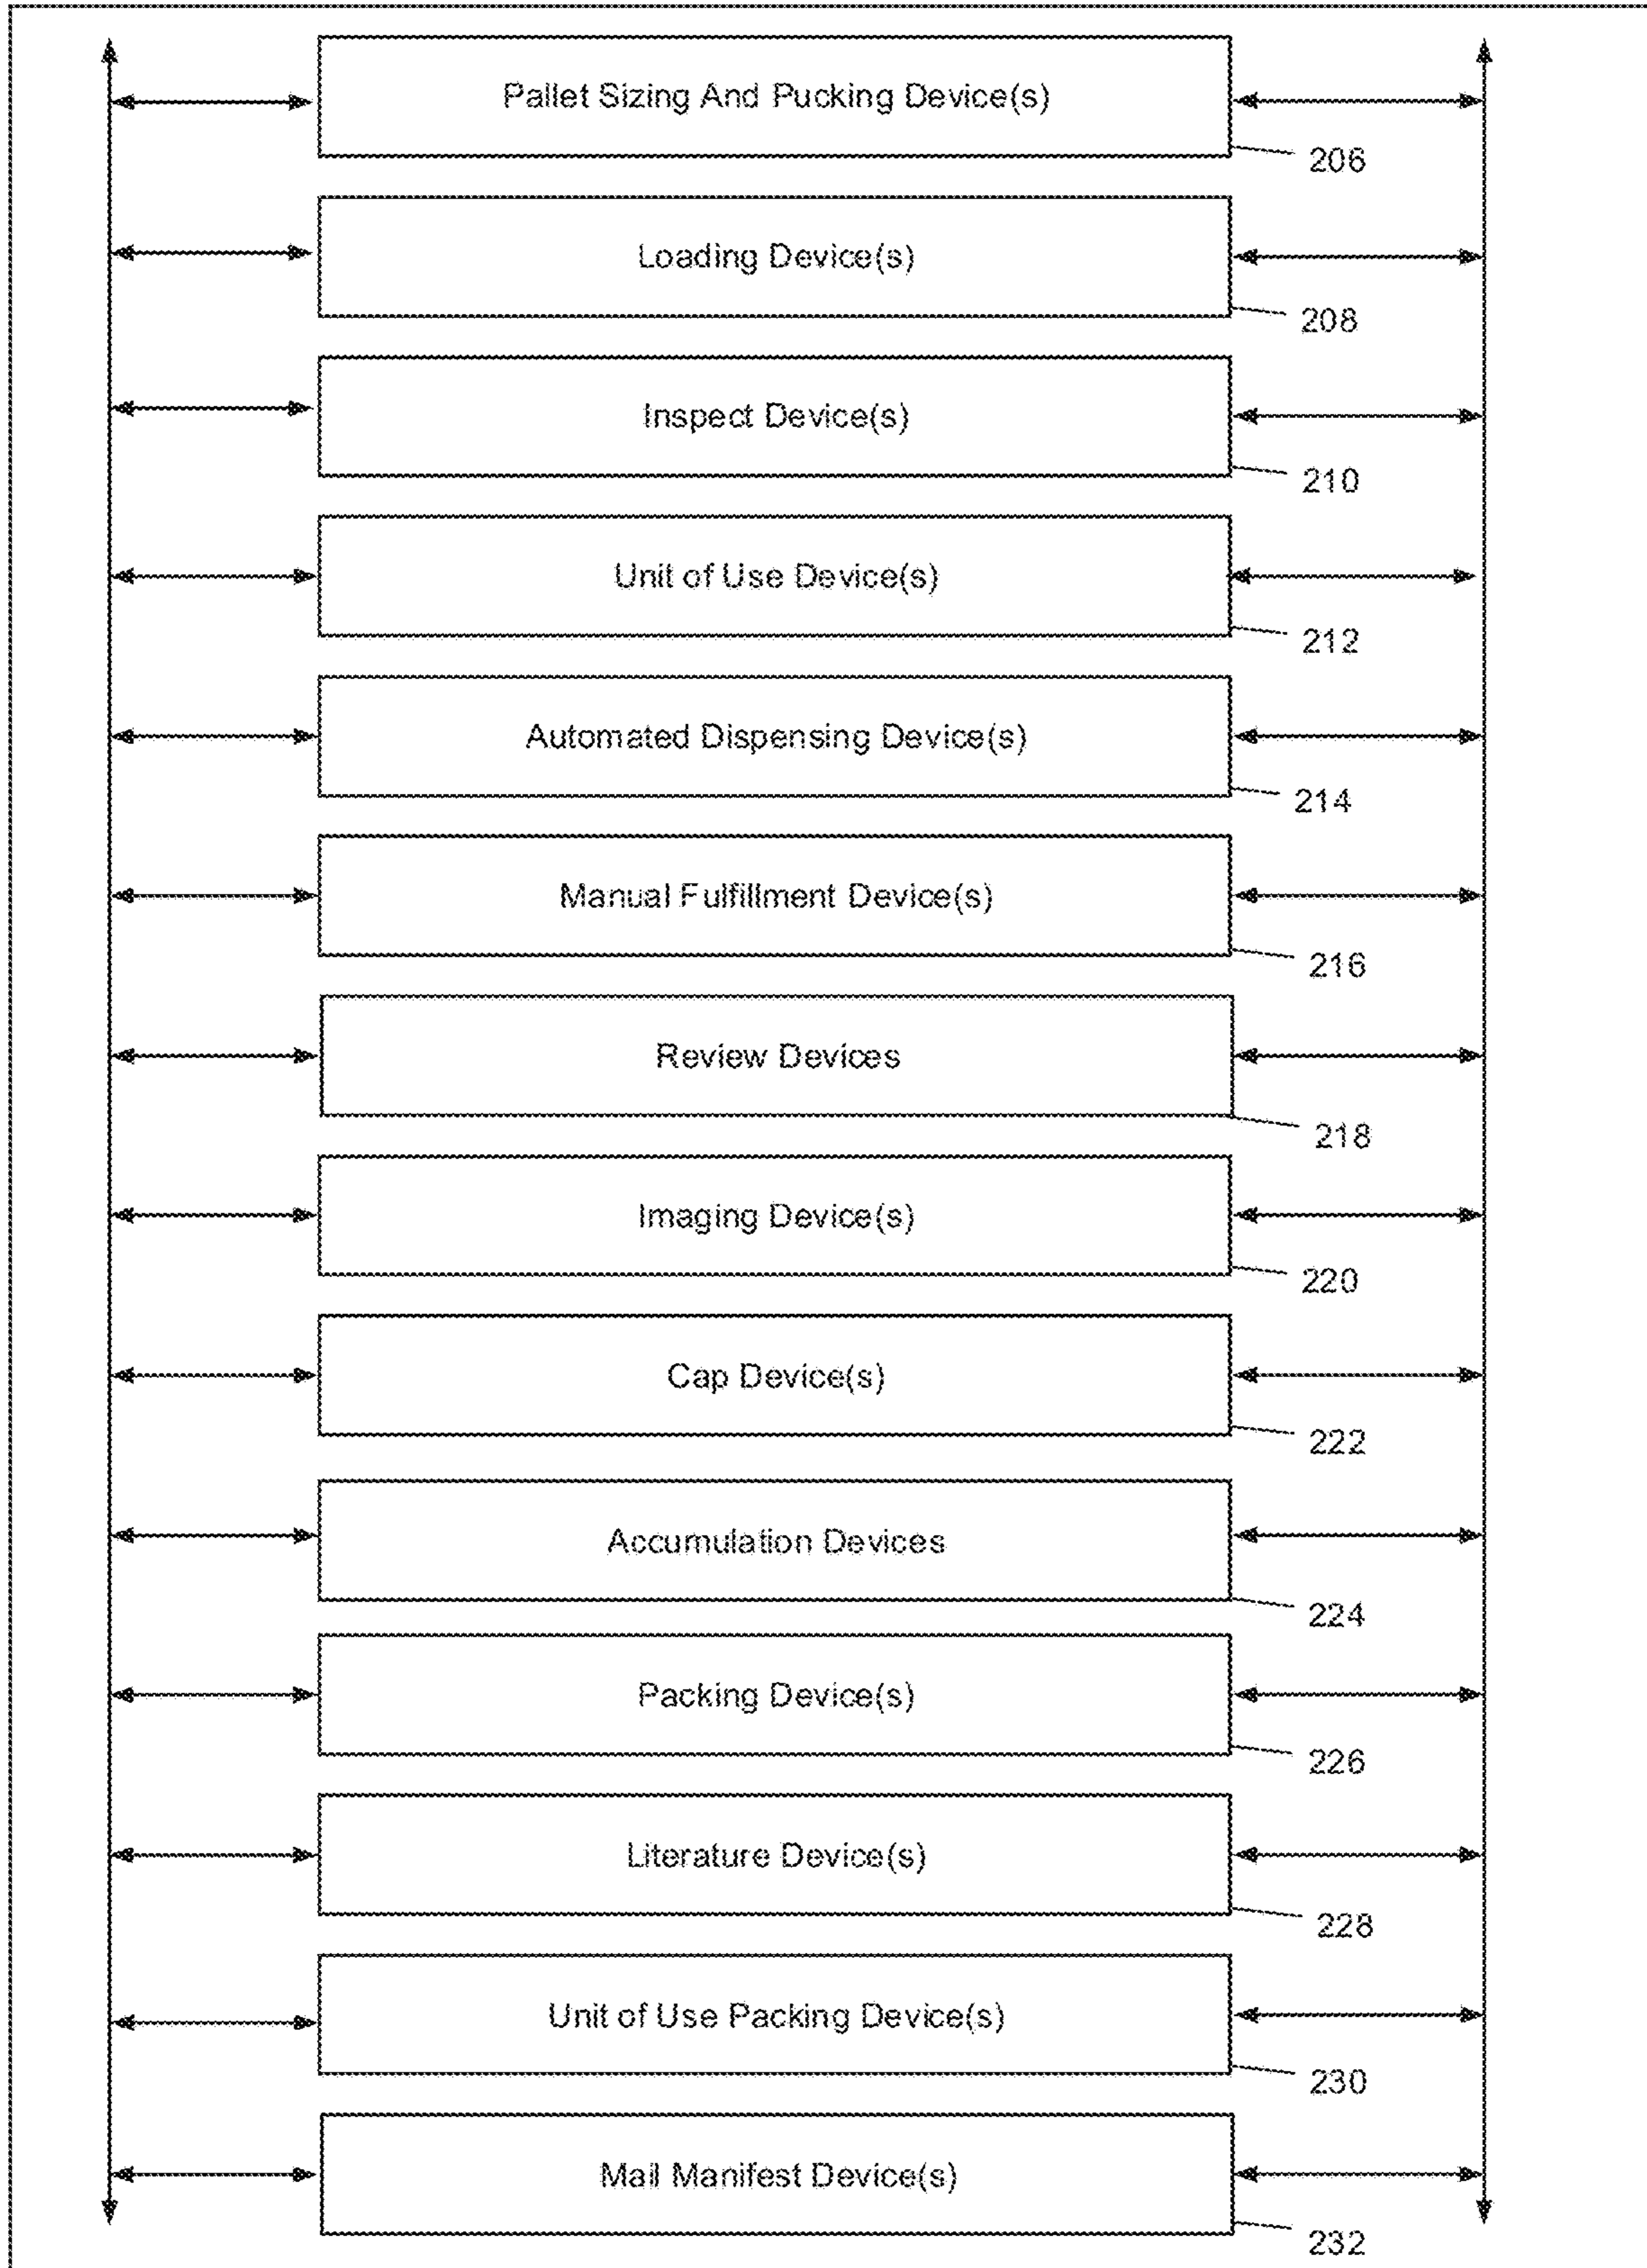 Pallet Sizing And Pucking Device(s)
206
Loading Device(s)
208
Inspect Device(s)
210
Unit of Use Device(s)
212
Automated Dispensing Device(s)
214
Manual Fulfillment Device(s)
216
Review Devices
218
Imaging Device(s)
220
Cap Device(s)
222
Accumulation Devices
224
Packing Device(s)
226
Literature Device(s)
228
Unit of Use Packing Device(s)
230
Mail Manifest Device(s)
232